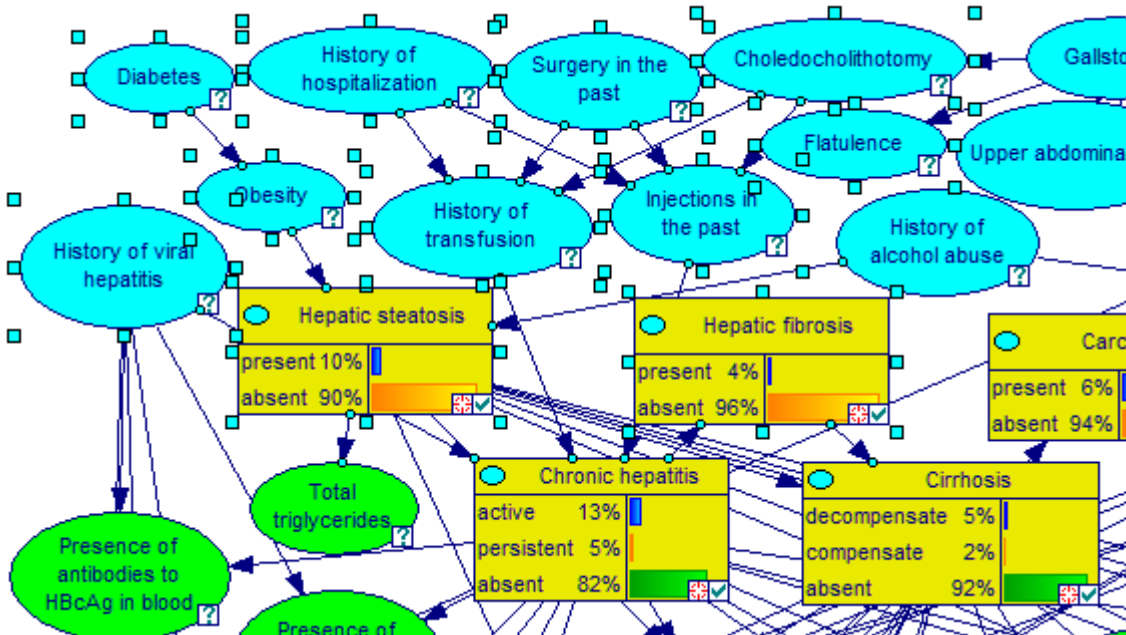 Diabetes
History of
hospitalization
Surgery in the
past
Choledocholithotomy
Gallsto
Flatulence
Upper abdomina
Obesity
History of
transfusion
Injections in
the past
History of
alcohol abuse
History of viral
hepatitis
Hepatic steatosis
present 10%
absent 90%
Hepatic fibrosis
present 4%
absent 96%
Carc
present 6%
absent 94%
Total
triglycerides
Chronic hepatitis
active 13%
persistent 5%
absent 82%
Cirrhosis
decompensate 5%
compensate 2%
absent 92%
Presence of
antibodies to
HBcAg in blood
Presence of
?
?
?
?
?
?
?
?
?
?
?
?